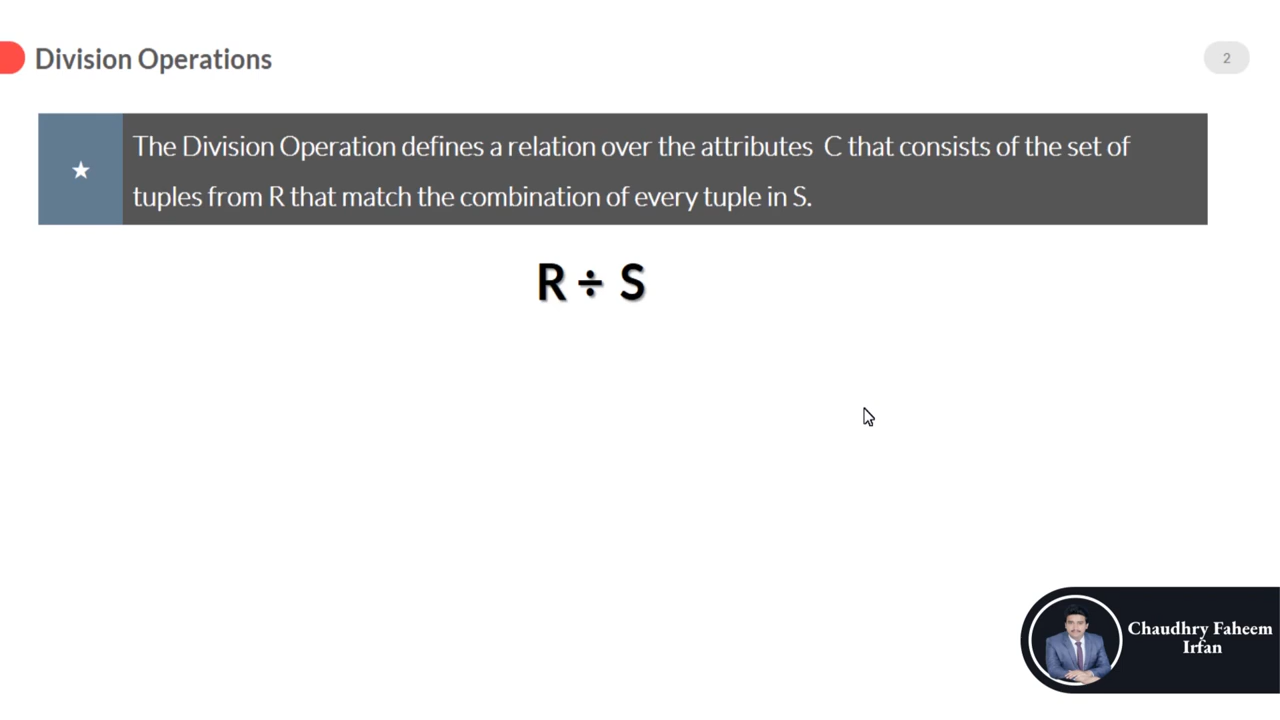 Division Operations
2
The Division Operation defines a relation over the attributes C that consists of the set of
tuples from R that match the combination of every tuple in S.
R ÷ S
Chaudhry Faheem
Irfan